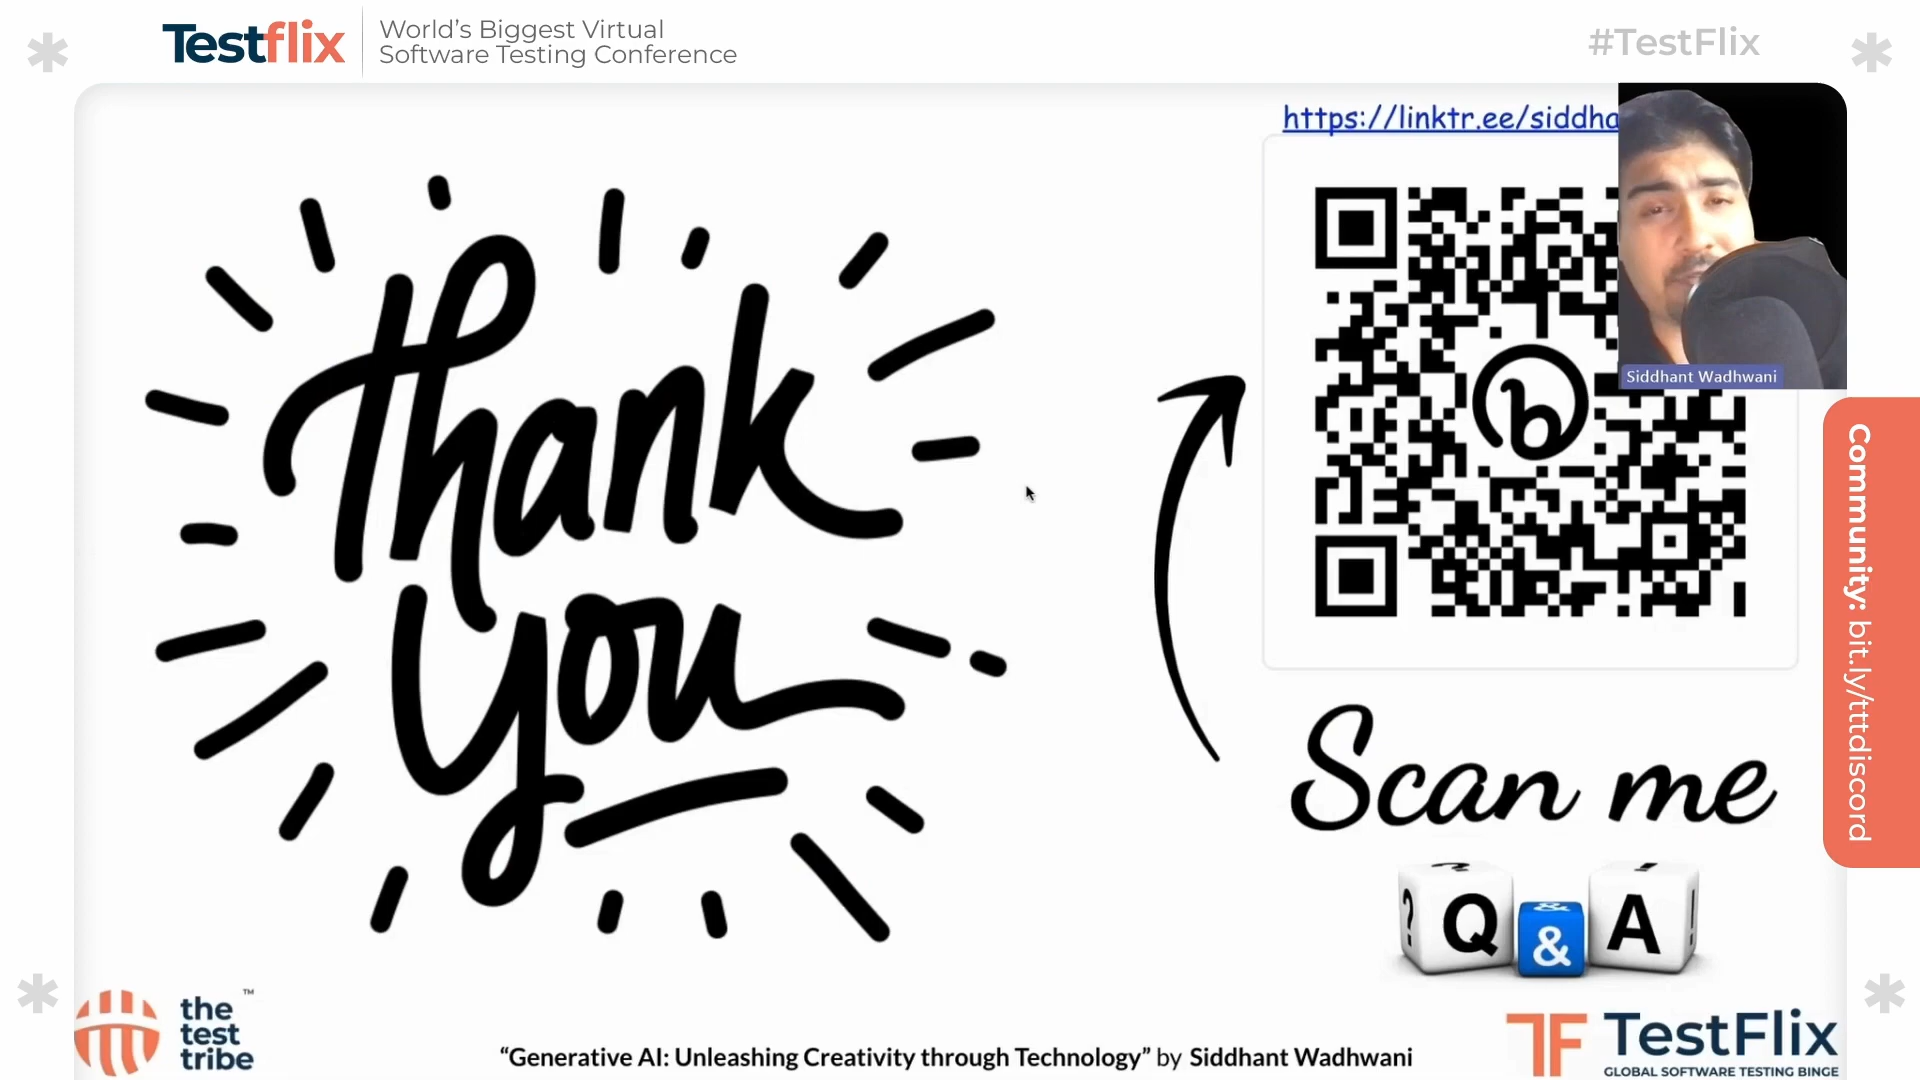 Testflix
World's Biggest Virtual
Software Testing Conference
#TestFlix
https://linktr.ee/siddha
Siddhant Wadhwani
Thank
you
b
Scan me
? Q & A !
Community: bit.ly/tttdiscord
the
test
tribe
TM
"Generative AI: Unleashing Creativity through Technology" by Siddhant Wadhwani
TF TestFlix
GLOBAL SOFTWARE TESTING BINGE